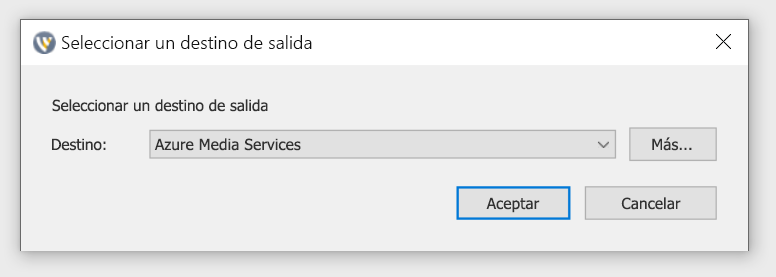 Seleccionar un destino de salida
Seleccionar un destino de salida
Destino: Azure Media Services Más...
Aceptar Cancelar